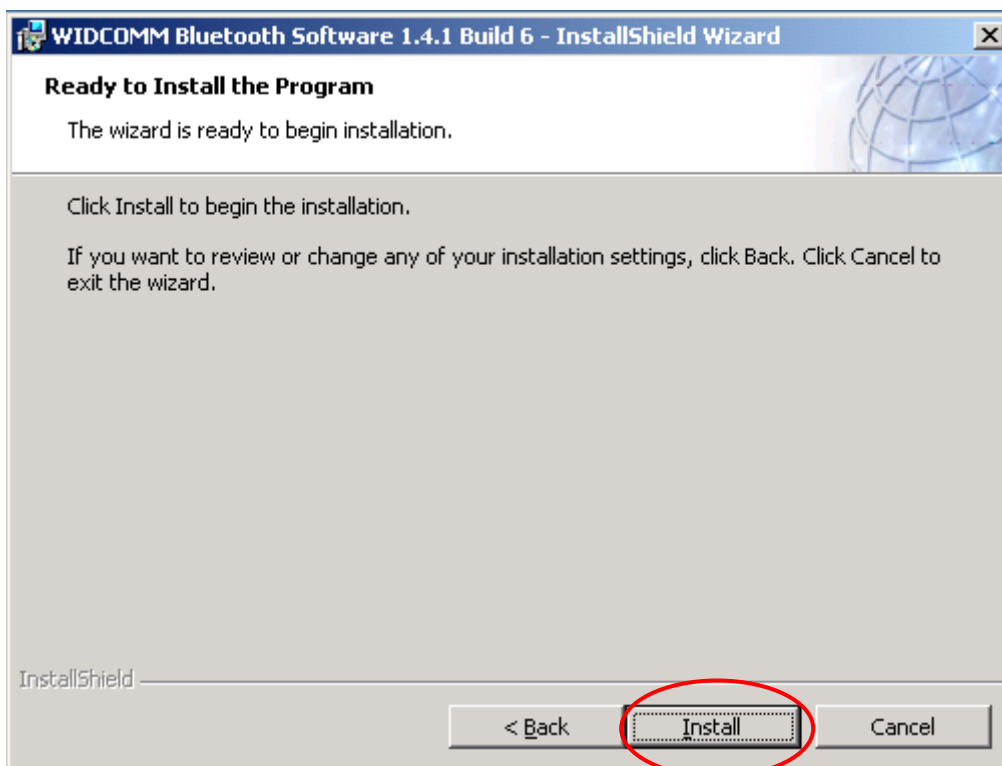 WIDCOMM Bluetooth Software 1.4.1 Build 6 - InstallShield Wizard
Ready to Install the Program
The wizard is ready to begin installation.
Click Install to begin the installation.
If you want to review or change any of your installation settings, click Back. Click Cancel to
exit the wizard.
InstallShield
< Back
Install
Cancel